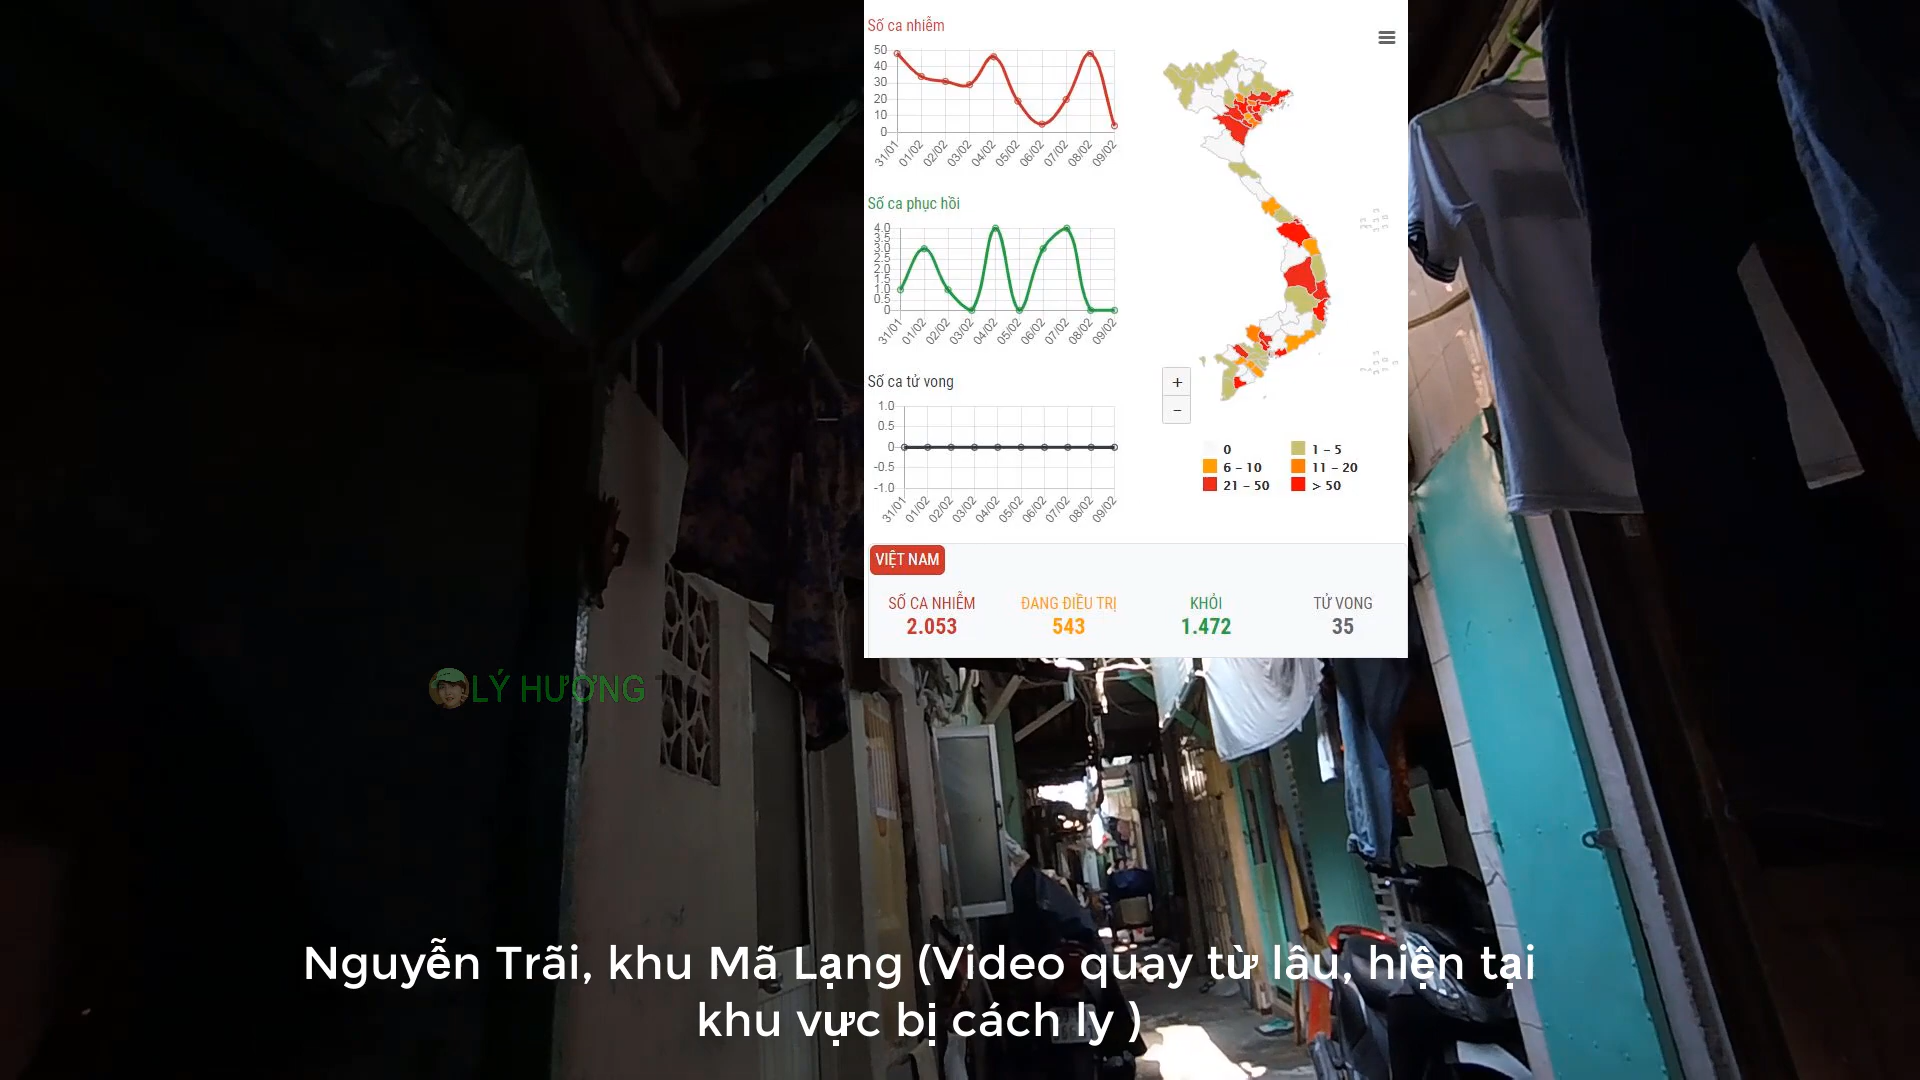 Số ca nhiễm
50
40
30
20
10
0
31/01 01/02 02/02 03/02 04/02 05/02 06/02 07/02 08/02 09/02
Số ca phục hồi
4.0
3.5
3.0
2.5
2.0
1.5
1.0
0.5
0
31/01 01/02 02/02 03/02 04/02 05/02 06/02 07/02 08/02 09/02
Số ca tử vong
1.0
0.5
0
-0.5
-1.0
31/01 01/02 02/02 03/02 04/02 05/02 06/02 07/02 08/02 09/02
+
−
0 1 – 5
6 – 10 11 – 20
21 – 50 > 50
VIỆT NAM
SỐ CA NHIỄM ĐANG ĐIỀU TRỊ KHỎI TỬ VONG
2.053 543 1.472 35
LÝ HƯƠNG
Nguyễn Trãi, khu Mã Lạng (Video quay từ lâu, hiện tại
khu vực bị cách ly )